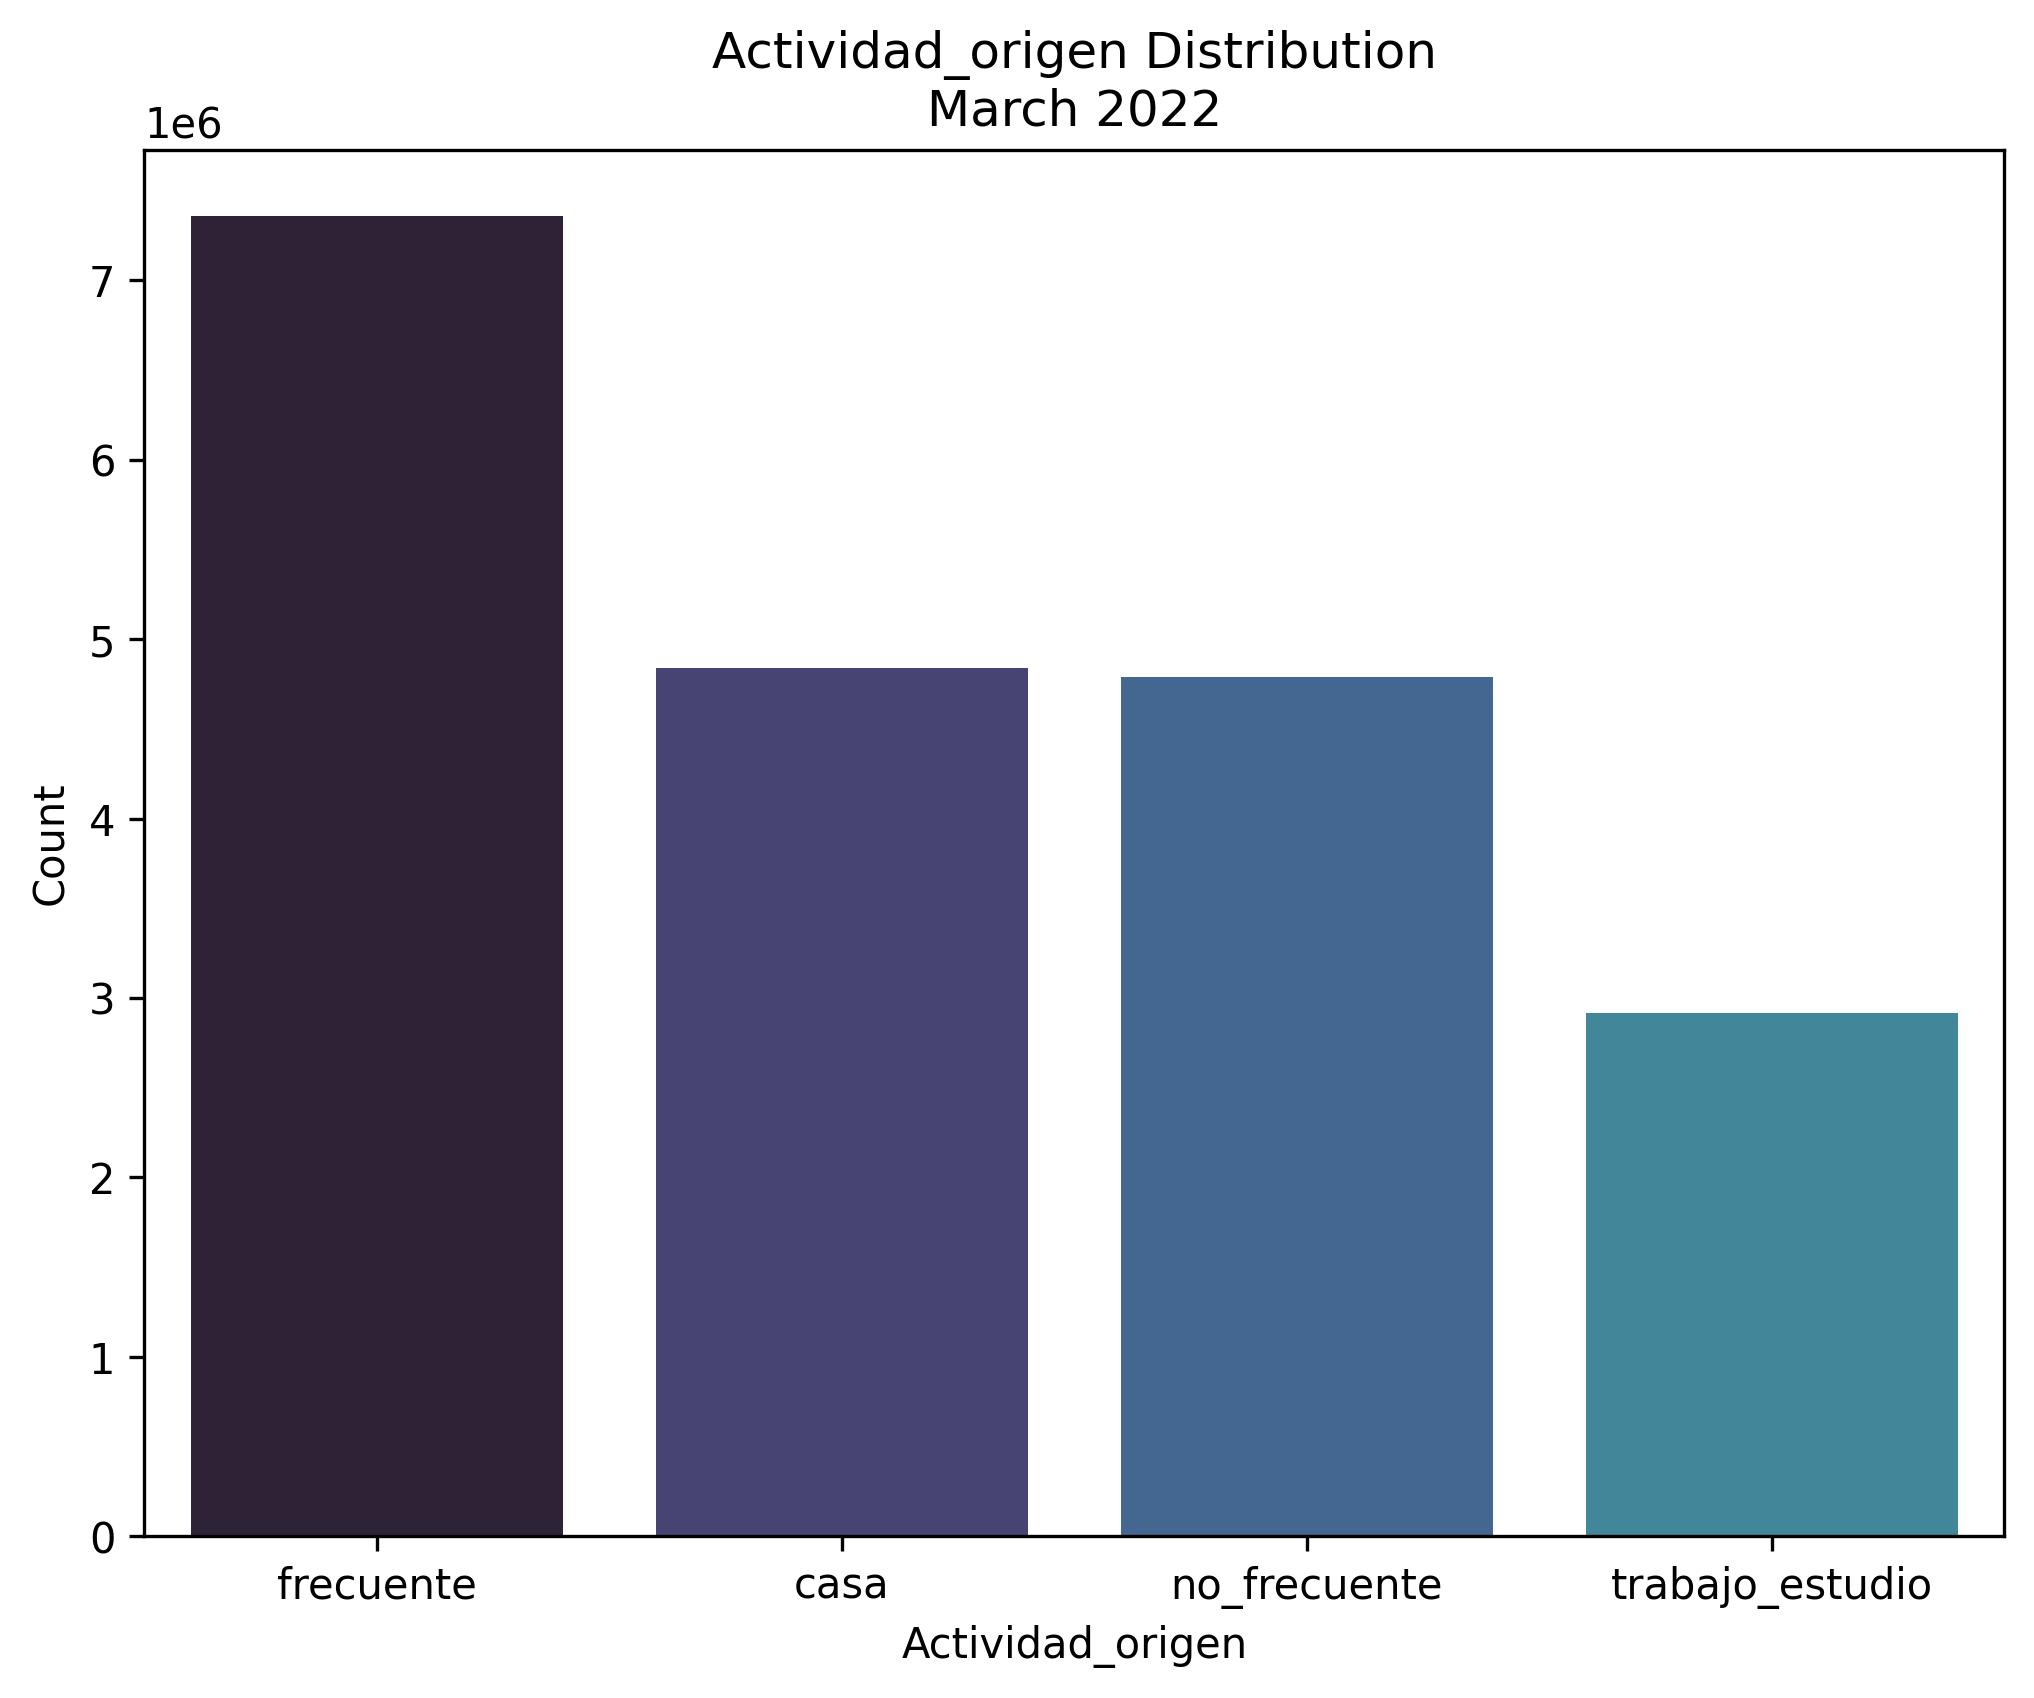 Actividad_origen Distribution
March 2022
1e6
7
6
5
4
3
2
1
0
Count
frecuente
casa
no_frecuente
trabajo_estudio
Actividad_origen